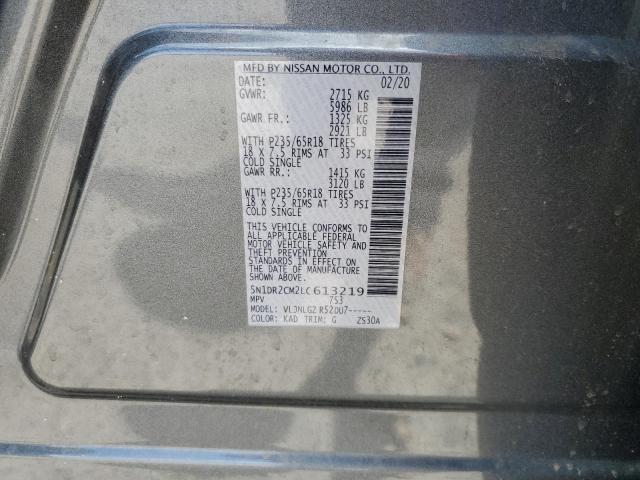 MFD BY NISSAN MOTOR CO., LTD.
DATE: 02/20
GVWR: 2715 KG
5986 LB
GAWR FR.: 1325 KG
2921 LB
WITH P235/65R18 TIRES
18 X 7.5 RIMS AT 33 PSI
COLD SINGLE
GAWR RR.: 1415 KG
3120 LB
WITH P235/65R18 TIRES
18 X 7.5 RIMS AT 33 PSI
COLD SINGLE
THIS VEHICLE CONFORMS TO
ALL APPLICABLE FEDERAL
MOTOR VEHICLE SAFETY AND
THEFT PREVENTION
STANDARDS IN EFFECT ON
THE DATE OF MANUFACTURE
SHOWN ABOVE.
5N1DR2CM2LC613219
MPV 7S3
MODEL: VLJNLGZ R52DU7-----
COLOR: KAD TRIM: G ZS30A